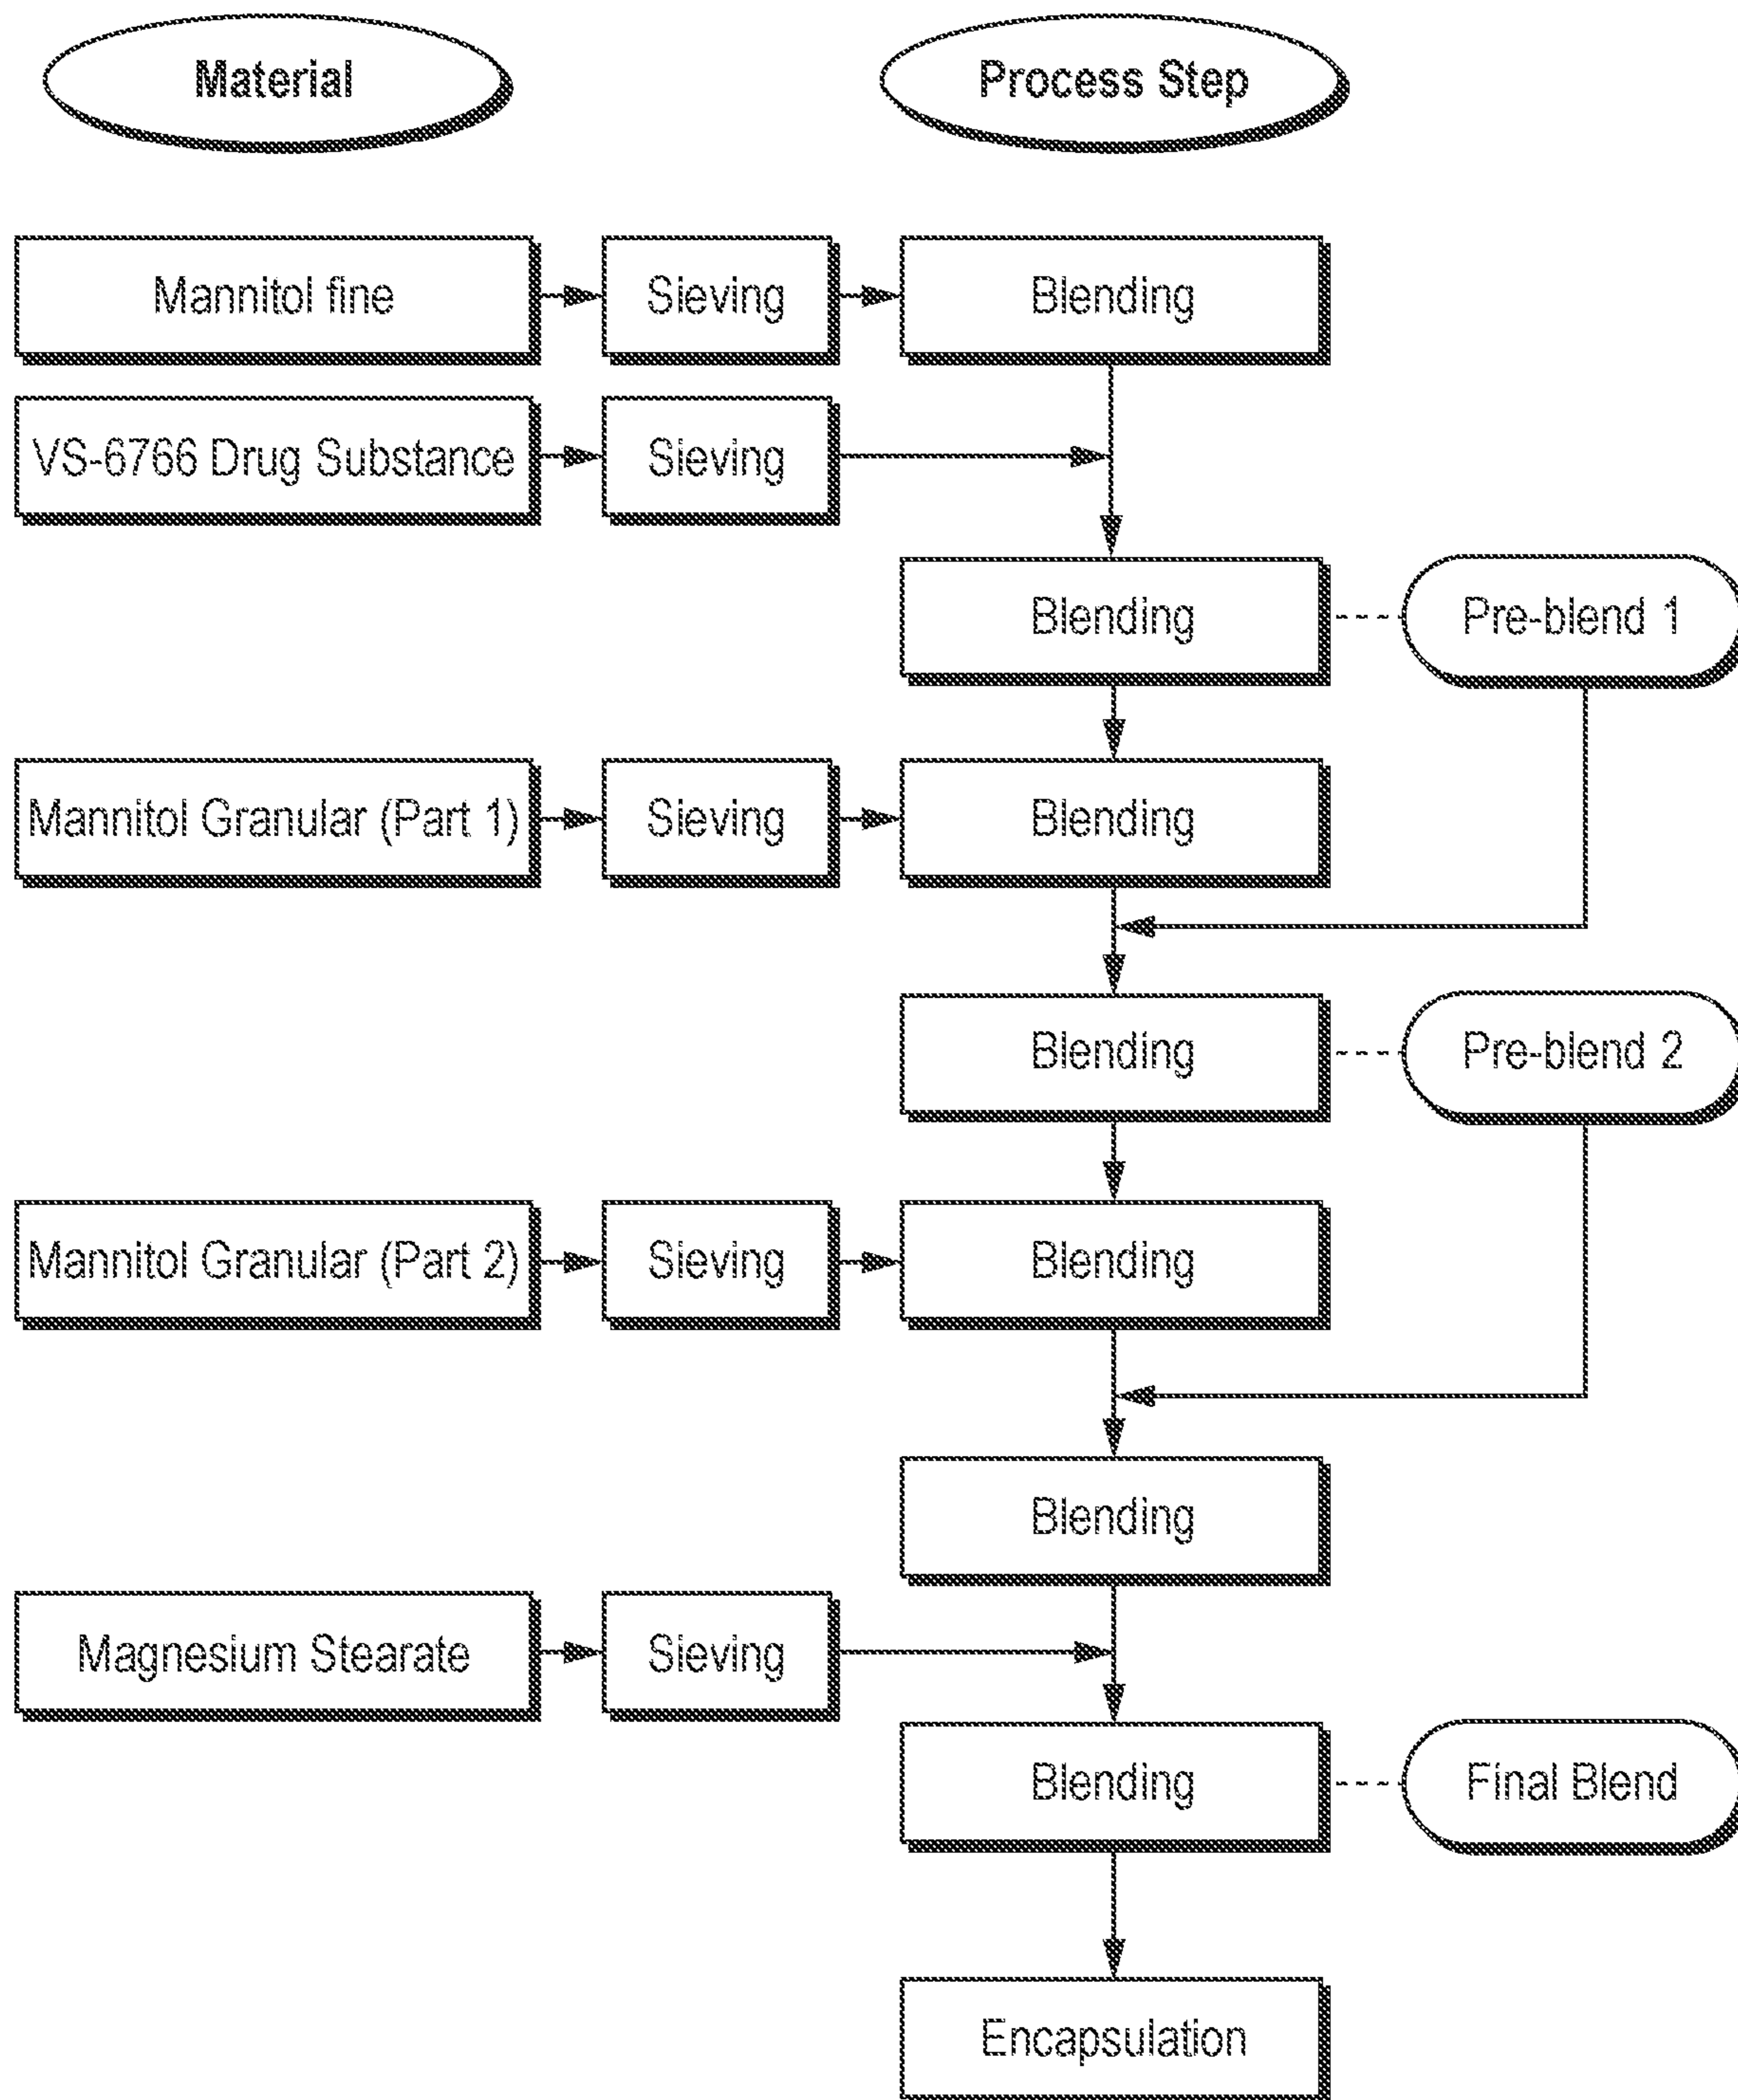 Material
Process Step
Mannitol fine
Sieving
Blending
VS-6766 Drug Substance
Sieving
Blending
Pre-blend 1
Mannitol Granular (Part 1)
Sieving
Blending
Blending
Pre-blend 2
Mannitol Granular (Part 2)
Sieving
Blending
Blending
Magnesium Stearate
Sieving
Blending
Final Blend
Encapsulation